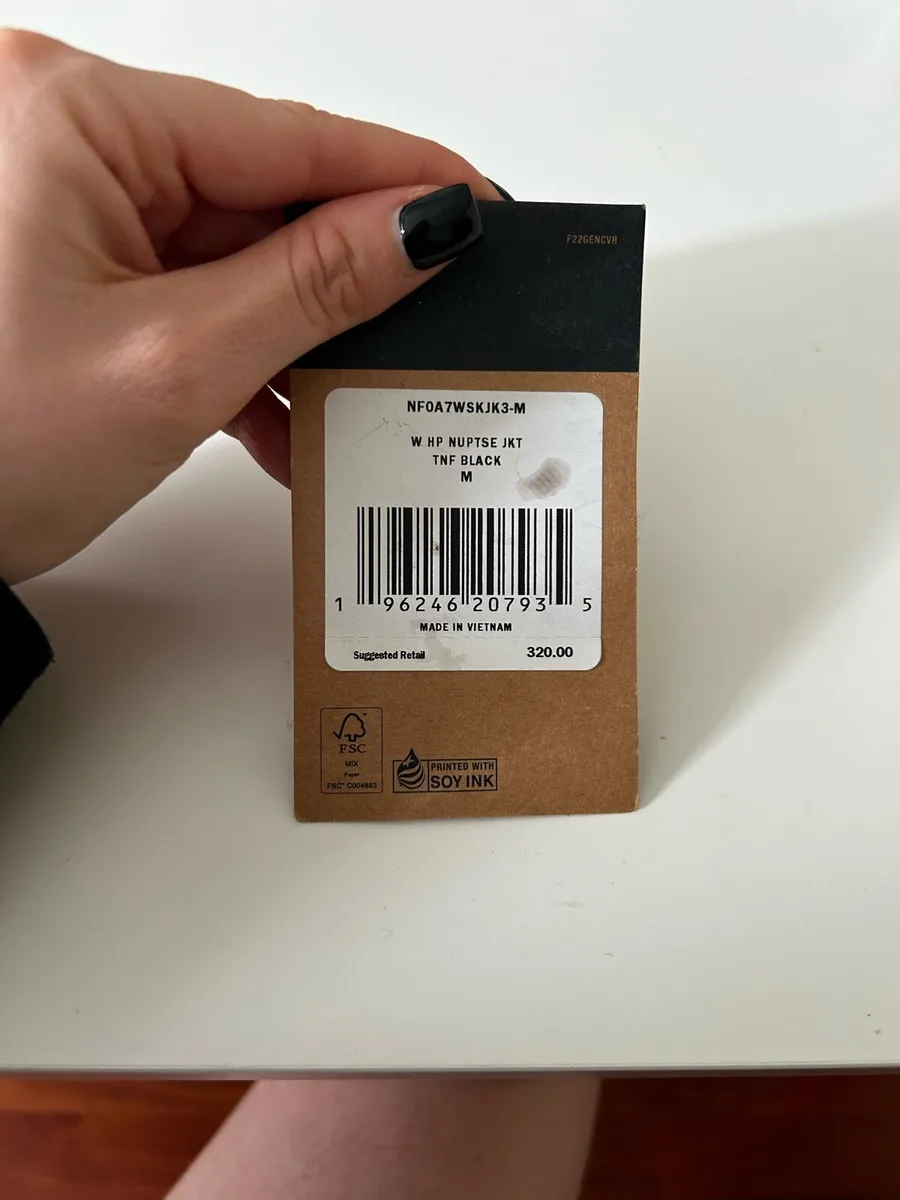 F22GENCVR
NF0A7WSKJK3-M
W HP NUPTSE JKT
TNF BLACK
M
1 96246 20793 5
MADE IN VIETNAM
Suggested Retail 320.00
FSC
MIX
Paper
FSC™ C004883
PRINTED WITH
SOY INK